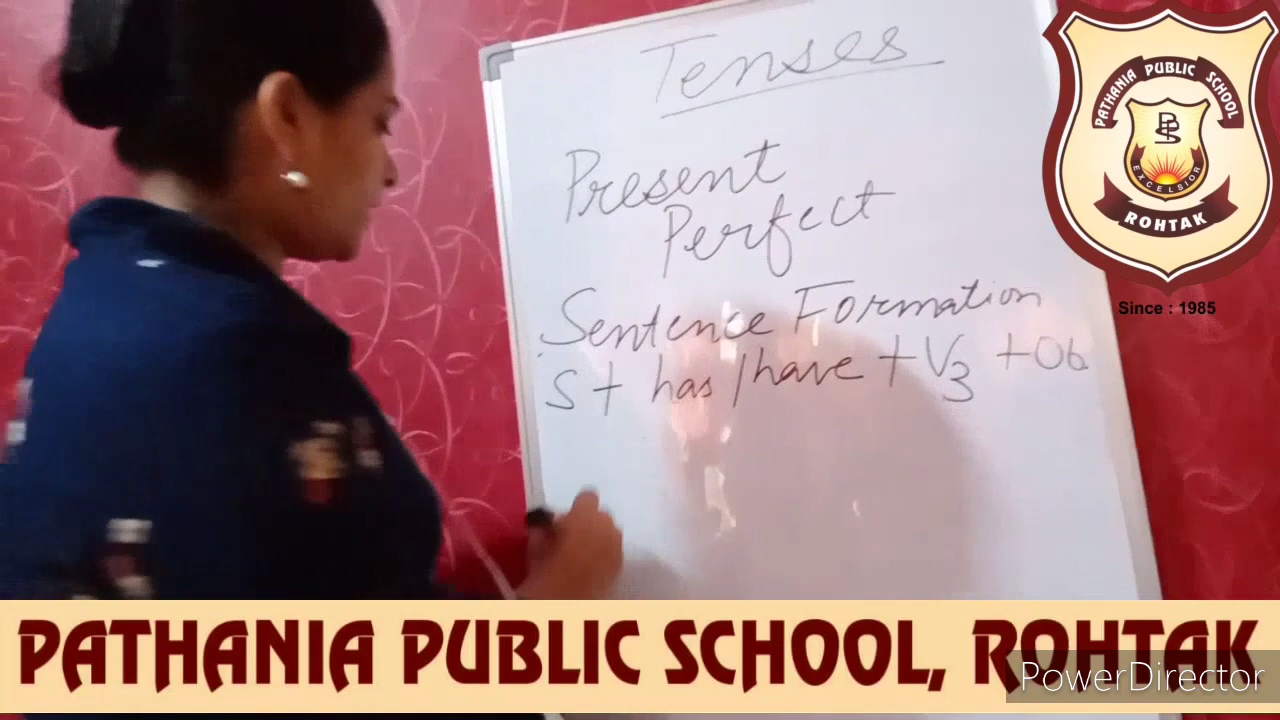 Tenses
Present
Perfect
Sentence Formation
S + has / have + V3 + Ob.
PATHANIA PUBLIC SCHOOL
PS
EXCELSIOR
ROHTAK
Since : 1985
PATHANIA PUBLIC SCHOOL, ROHTAK
PowerDirector